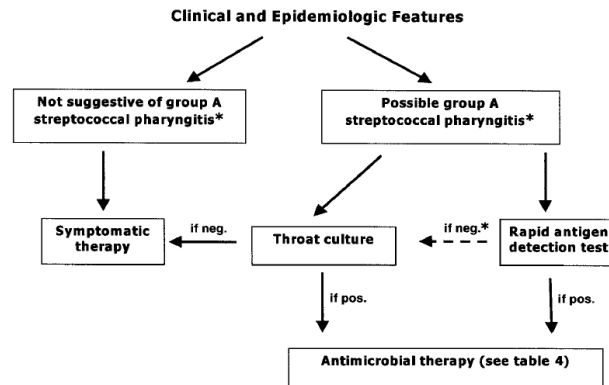 Clinical and Epidemiologic Features
Not suggestive of group A
streptococcal pharyngitis*
Possible group A
streptococcal pharyngitis*
Symptomatic
therapy
if neg.
Throat culture
if neg.*
Rapid antigen
detection test
if pos.
if pos.
Antimicrobial therapy (see table 4)